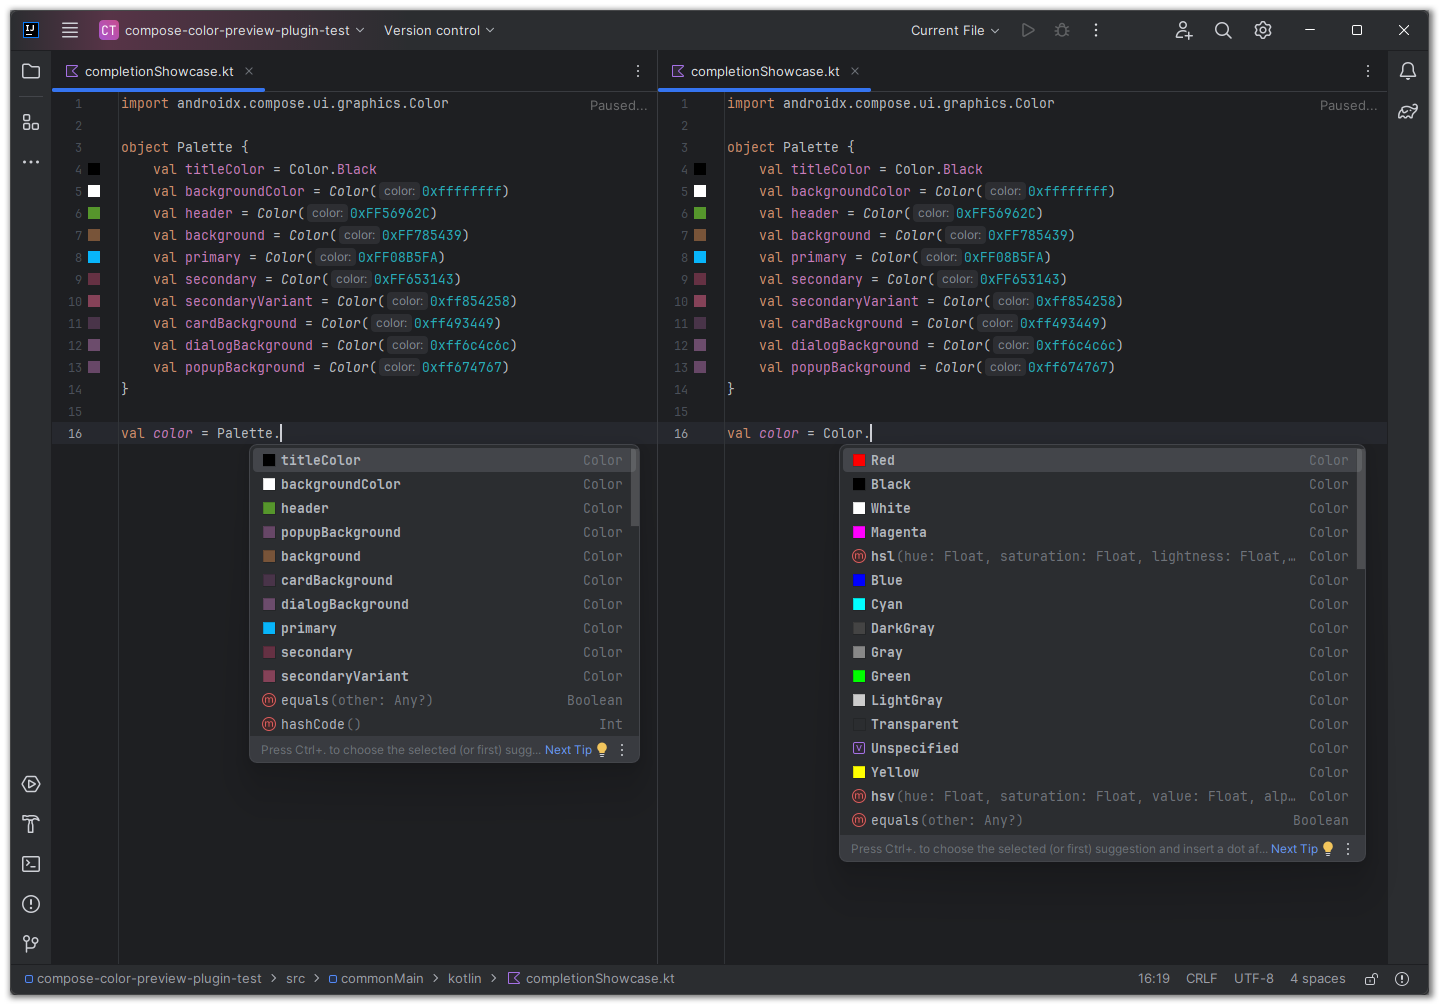 IJ
CT compose-color-preview-plugin-test Version control Current File
completionShowcase.kt
1 import androidx.compose.ui.graphics.Color Paused...
2
3 object Palette {
4 val titleColor = Color.Black
5 val backgroundColor = Color( color: 0xffffffff)
6 val header = Color( color: 0xFF56962C)
7 val background = Color( color: 0xFF785439)
8 val primary = Color( color: 0xFF08B5FA)
9 val secondary = Color( color: 0xFF653143)
10 val secondaryVariant = Color( color: 0xff854258)
11 val cardBackground = Color( color: 0xff493449)
12 val dialogBackground = Color( color: 0xff6c4c6c)
13 val popupBackground = Color( color: 0xff674767)
14 }
15
16 val color = Palette.
titleColor Color
backgroundColor Color
header Color
popupBackground Color
background Color
cardBackground Color
dialogBackground Color
primary Color
secondary Color
secondaryVariant Color
m equals(other: Any?) Boolean
m hashCode() Int
Press Ctrl+. to choose the selected (or first) sugg... Next Tip
completionShowcase.kt
1 import androidx.compose.ui.graphics.Color Paused...
2
3 object Palette {
4 val titleColor = Color.Black
5 val backgroundColor = Color( color: 0xffffffff)
6 val header = Color( color: 0xFF56962C)
7 val background = Color( color: 0xFF785439)
8 val primary = Color( color: 0xFF08B5FA)
9 val secondary = Color( color: 0xFF653143)
10 val secondaryVariant = Color( color: 0xff854258)
11 val cardBackground = Color( color: 0xff493449)
12 val dialogBackground = Color( color: 0xff6c4c6c)
13 val popupBackground = Color( color: 0xff674767)
14 }
15
16 val color = Color.
Red Color
Black Color
White Color
Magenta Color
m hsl(hue: Float, saturation: Float, lightness: Float,... Color
Blue Color
Cyan Color
DarkGray Color
Gray Color
Green Color
LightGray Color
Transparent Color
V Unspecified Color
Yellow Color
m hsv(hue: Float, saturation: Float, value: Float, alp... Color
m equals(other: Any?) Boolean
Press Ctrl+. to choose the selected (or first) suggestion and insert a dot af... Next Tip
compose-color-preview-plugin-test > src > commonMain > kotlin > completionShowcase.kt 16:19 CRLF UTF-8 4 spaces